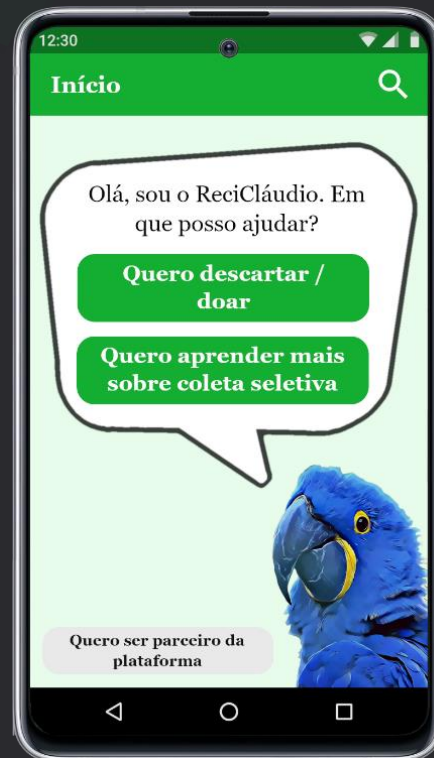 12:30
Início
Olá, sou o ReciCláudio. Em
que posso ajudar?
Quero descartar /
doar
Quero aprender mais
sobre coleta seletiva
Quero ser parceiro da
plataforma